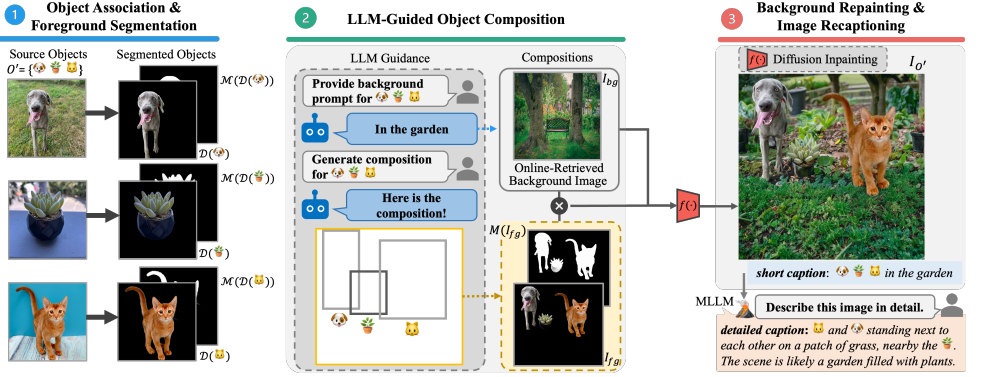 1
Object Association &
Foreground Segmentation
Source Objects
O'= {🐶 🪴 🐱}
Segmented Objects
ℳ(𝒟(🐶))
𝒟(🐶)
ℳ(𝒟(🪴))
𝒟(🪴)
ℳ(𝒟(🐱))
𝒟(🐱)
2
LLM-Guided Object Composition
LLM Guidance
Provide background
prompt for 🐶 🪴 🐱
In the garden
Generate composition
for 🐶 🪴 🐱
Here is the
composition!
Compositions
I_bg
Online-Retrieved
Background Image
M(I_fg)
I_fg
f(·)
3
Background Repainting &
Image Recaptioning
f(·) Diffusion Inpainting
I_O'
short caption: 🐶 🪴 🐱 in the garden
MLLM
Describe this image in detail.
detailed caption: 🐱 and 🐶 standing next to
each other on a patch of grass, nearby the 🪴.
The scene is likely a garden filled with plants.